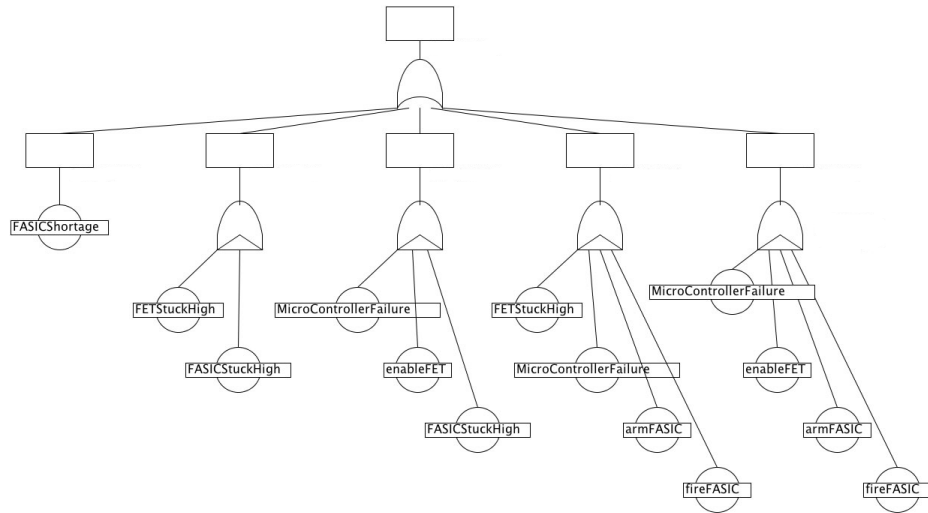 FASICShortage
FETStuckHigh
FASICStuckHigh
MicroControllerFailure
enableFET
FASICStuckHigh
FETStuckHigh
MicroControllerFailure
armFASIC
fireFASIC
MicroControllerFailure
enableFET
armFASIC
fireFASIC